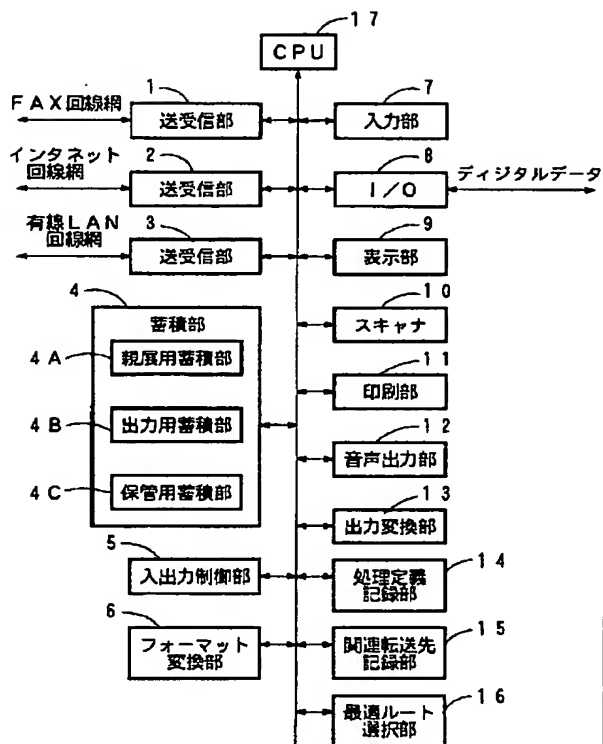 17
CPU
1
FAX回線網
送受信部
7
入力部
2
インタネット
回線網
送受信部
8
I/O
ディジタルデータ
3
有線LAN
回線網
送受信部
9
表示部
4
蓄積部
4A
親展用蓄積部
4B
出力用蓄積部
4C
保管用蓄積部
10
スキャナ
11
印刷部
12
音声出力部
13
出力変換部
5
入出力制御部
14
処理定義
記録部
6
フォーマット
変換部
15
関連転送先
記録部
16
最適ルート
選択部